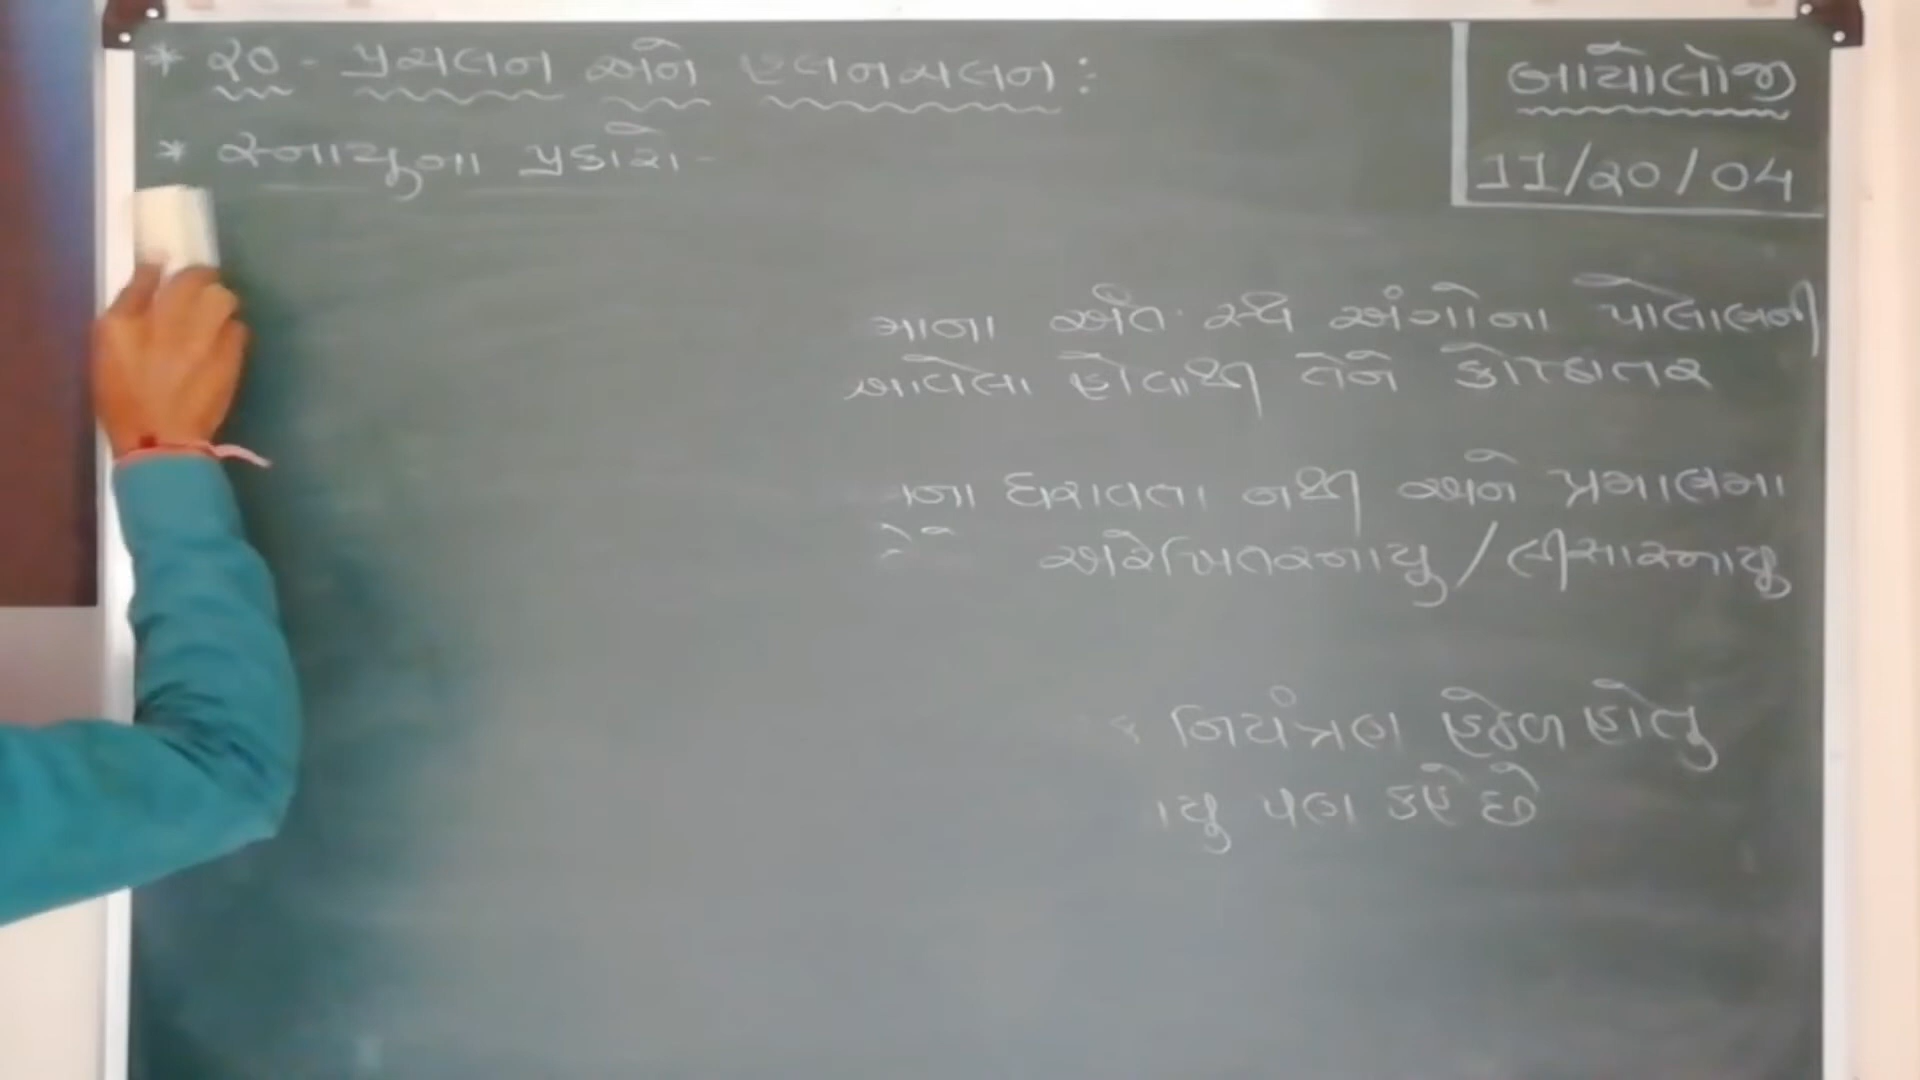 * ૨૦ - પ્રચલન અને હલનચલન :
બાયોલોજી
* સ્નાયુના પ્રકારો -
11/20/04
માના અંતઃસ્થ અંગોના પોલાણની
આવેલા હોવાથી તેને કોષ્ઠાંતર
ના ધરાવતા નથી અને પ્રમાણમા
અરેખિતસ્નાયુ / લીસાસ્નાયુ
નિયંત્રણ હેઠળ હોતુ
ાયુ પણ કહે છે